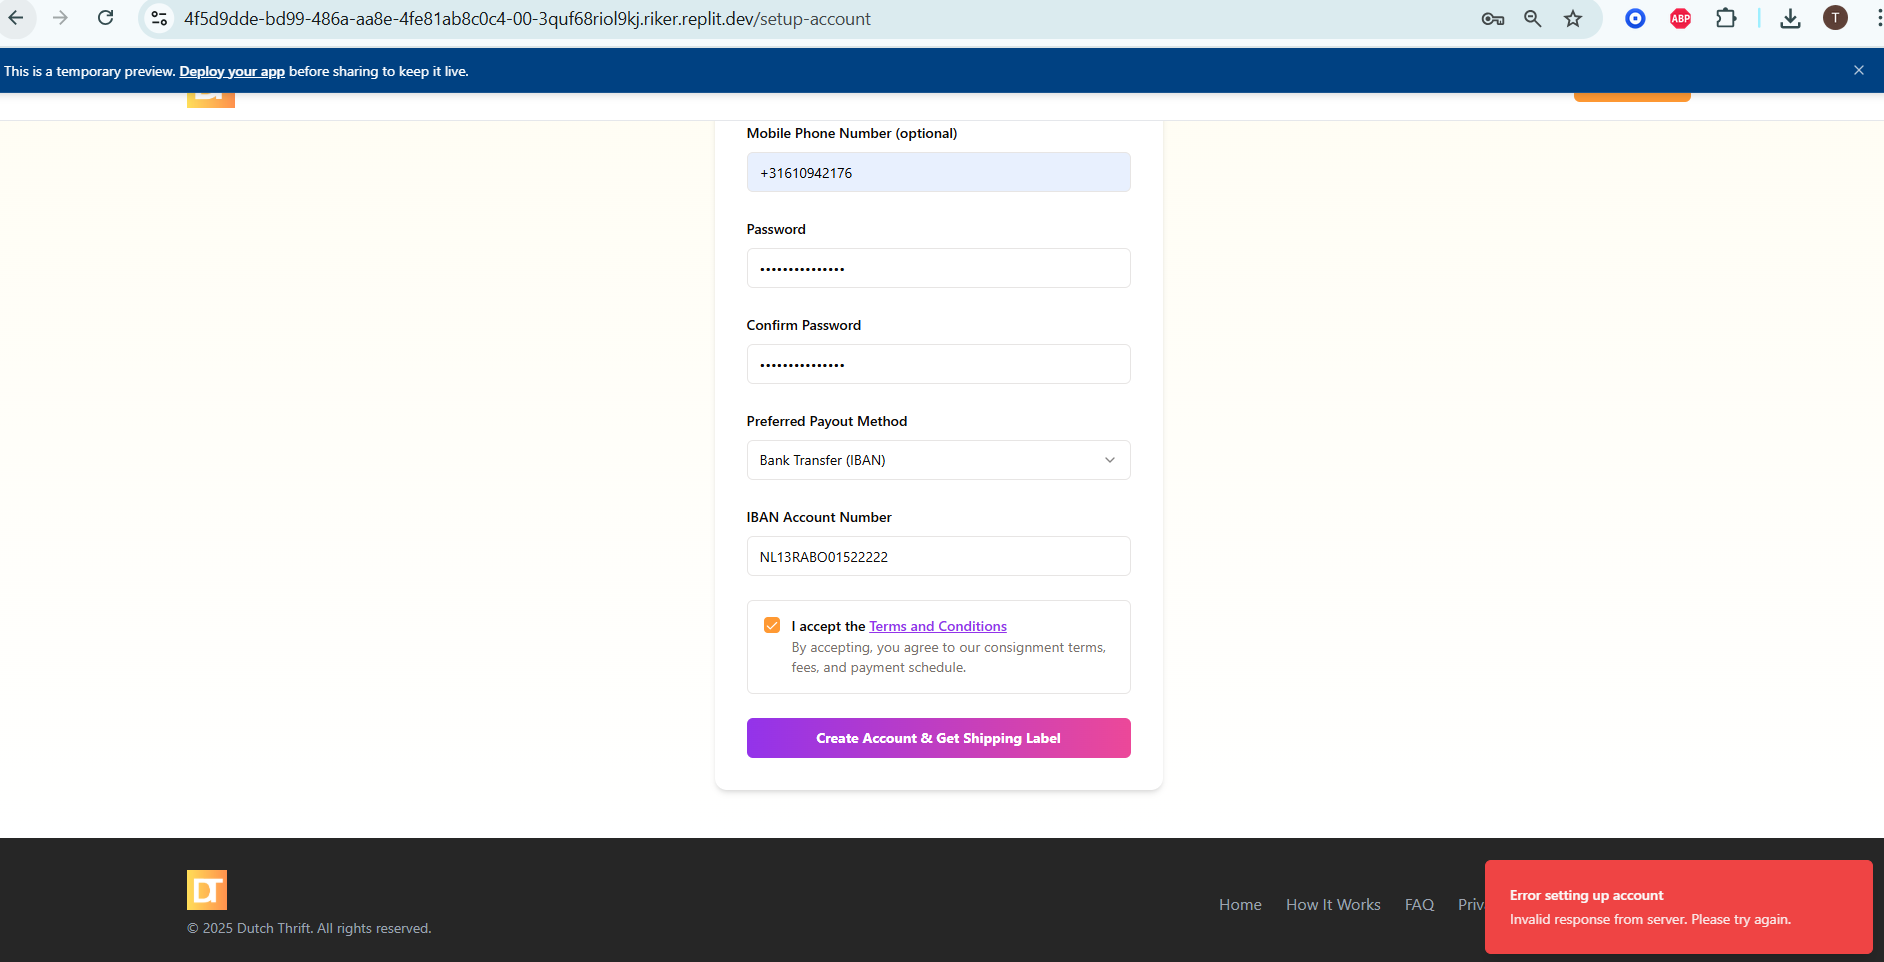 4f5d9dde-bd99-486a-aa8e-4fe81ab8c0c4-00-3quf68riol9kj.riker.replit.dev/setup-account
ABP
T
This is a temporary preview. Deploy your app before sharing to keep it live.
Mobile Phone Number (optional)
+31610942176
Password
•••••••••••••••
Confirm Password
•••••••••••••••
Preferred Payout Method
Bank Transfer (IBAN)
IBAN Account Number
NL13RABO01522222
I accept the Terms and Conditions
By accepting, you agree to our consignment terms,
fees, and payment schedule.
Create Account & Get Shipping Label
DT
© 2025 Dutch Thrift. All rights reserved.
Home How It Works FAQ Priv
Error setting up account
Invalid response from server. Please try again.